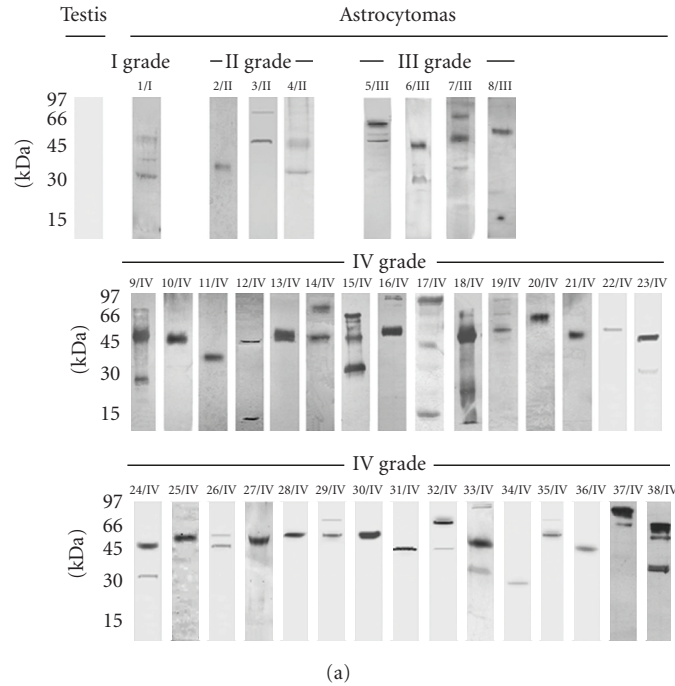 Testis Astrocytomas
I grade II grade III grade
1/I 2/II 3/II 4/II 5/III 6/III 7/III 8/III
97
66
45
30
15
(kDa)
IV grade
9/IV 10/IV 11/IV 12/IV 13/IV 14/IV 15/IV 16/IV 17/IV 18/IV 19/IV 20/IV 21/IV 22/IV 23/IV
97
66
45
30
15
(kDa)
IV grade
24/IV 25/IV 26/IV 27/IV 28/IV 29/IV 30/IV 31/IV 32/IV 33/IV 34/IV 35/IV 36/IV 37/IV 38/IV
97
66
45
30
15
(kDa)
(a)